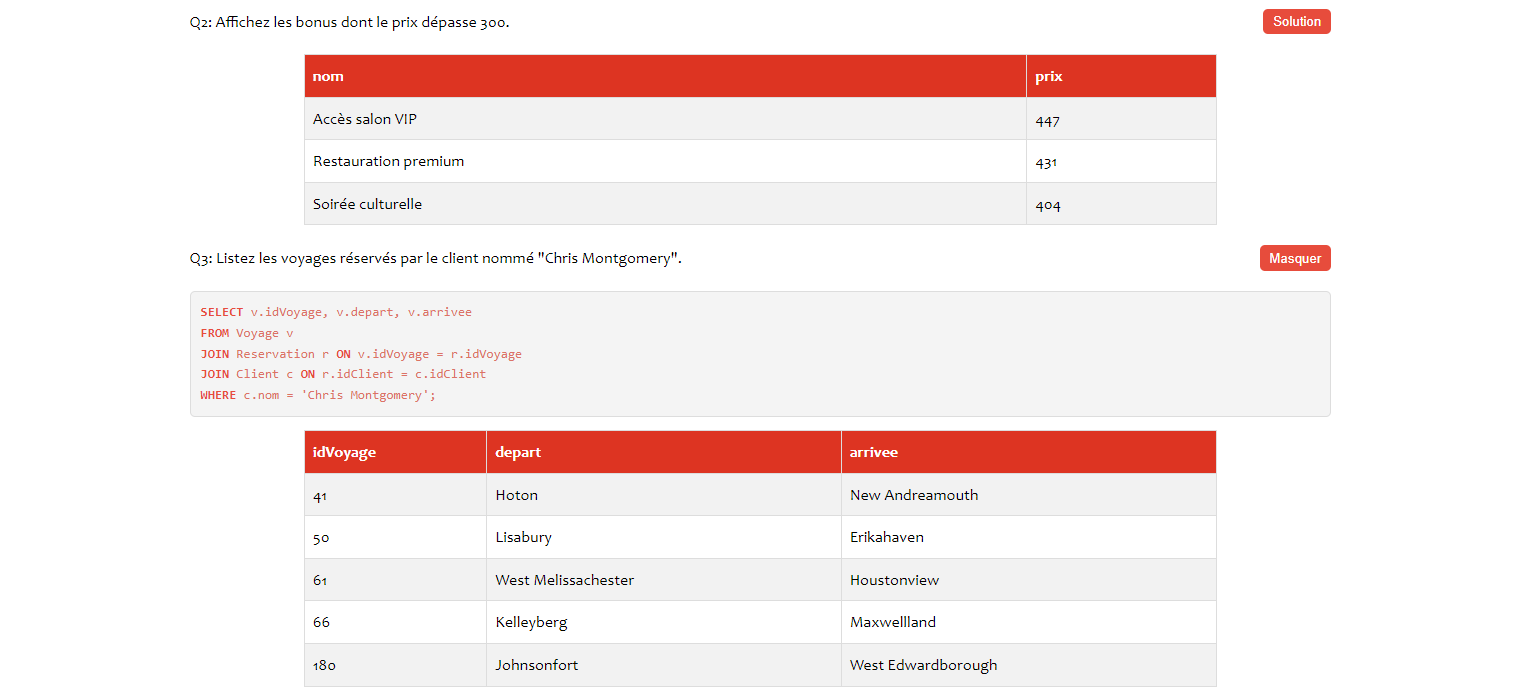 Q2: Affichez les bonus dont le prix dépasse 300. Solution
nom prix
Accès salon VIP 447
Restauration premium 431
Soirée culturelle 404
Q3: Listez les voyages réservés par le client nommé "Chris Montgomery". Masquer
SELECT v.idVoyage, v.depart, v.arrivee
FROM Voyage v
JOIN Reservation r ON v.idVoyage = r.idVoyage
JOIN Client c ON r.idClient = c.idClient
WHERE c.nom = 'Chris Montgomery';
idVoyage depart arrivee
41 Hoton New Andreamouth
50 Lisabury Erikahaven
61 West Melissachester Houstonview
66 Kelleyberg Maxwellland
180 Johnsonfort West Edwardborough